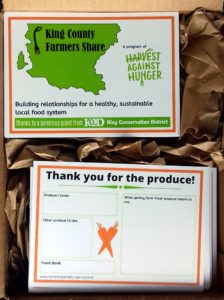 King County
Farmers Share
A program of
HARVEST
AGAINST
HUNGER
Building relationships for a healthy, sustainable
local food system
Thanks to a generous grant from KCD King Conservation District
Thank you for the produce!
Produce I loved:
What getting farm-fresh produce means to
me:
Other produce I'd like:
Food Bank: